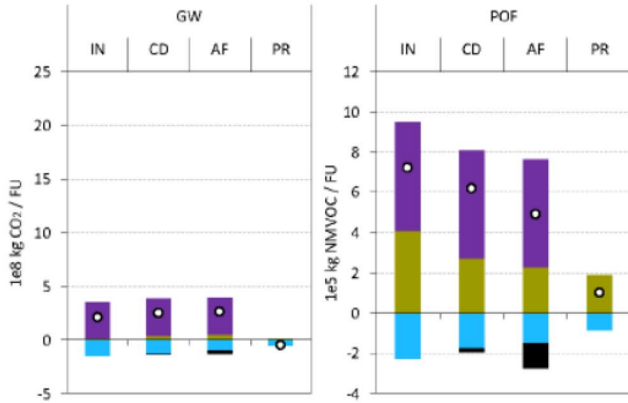 GW
IN CD AF PR
25
20
15
10
5
0
-5
1e8 kg CO2 / FU
POF
IN CD AF PR
12
10
8
6
4
2
0
-2
-4
1e5 kg NMVOC / FU